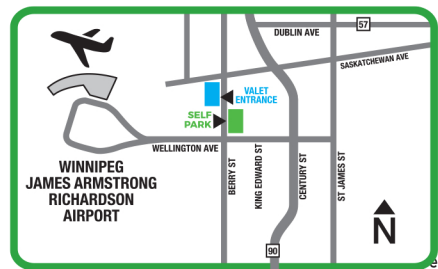 57
DUBLIN AVE
SASKATCHEWAN AVE
VALET
ENTRANCE
SELF
PARK
WELLINGTON AVE
WINNIPEG
JAMES ARMSTRONG
RICHARDSON
AIRPORT
BERRY ST
KING EDWARD ST
CENTURY ST
ST JAMES ST
N
90
e